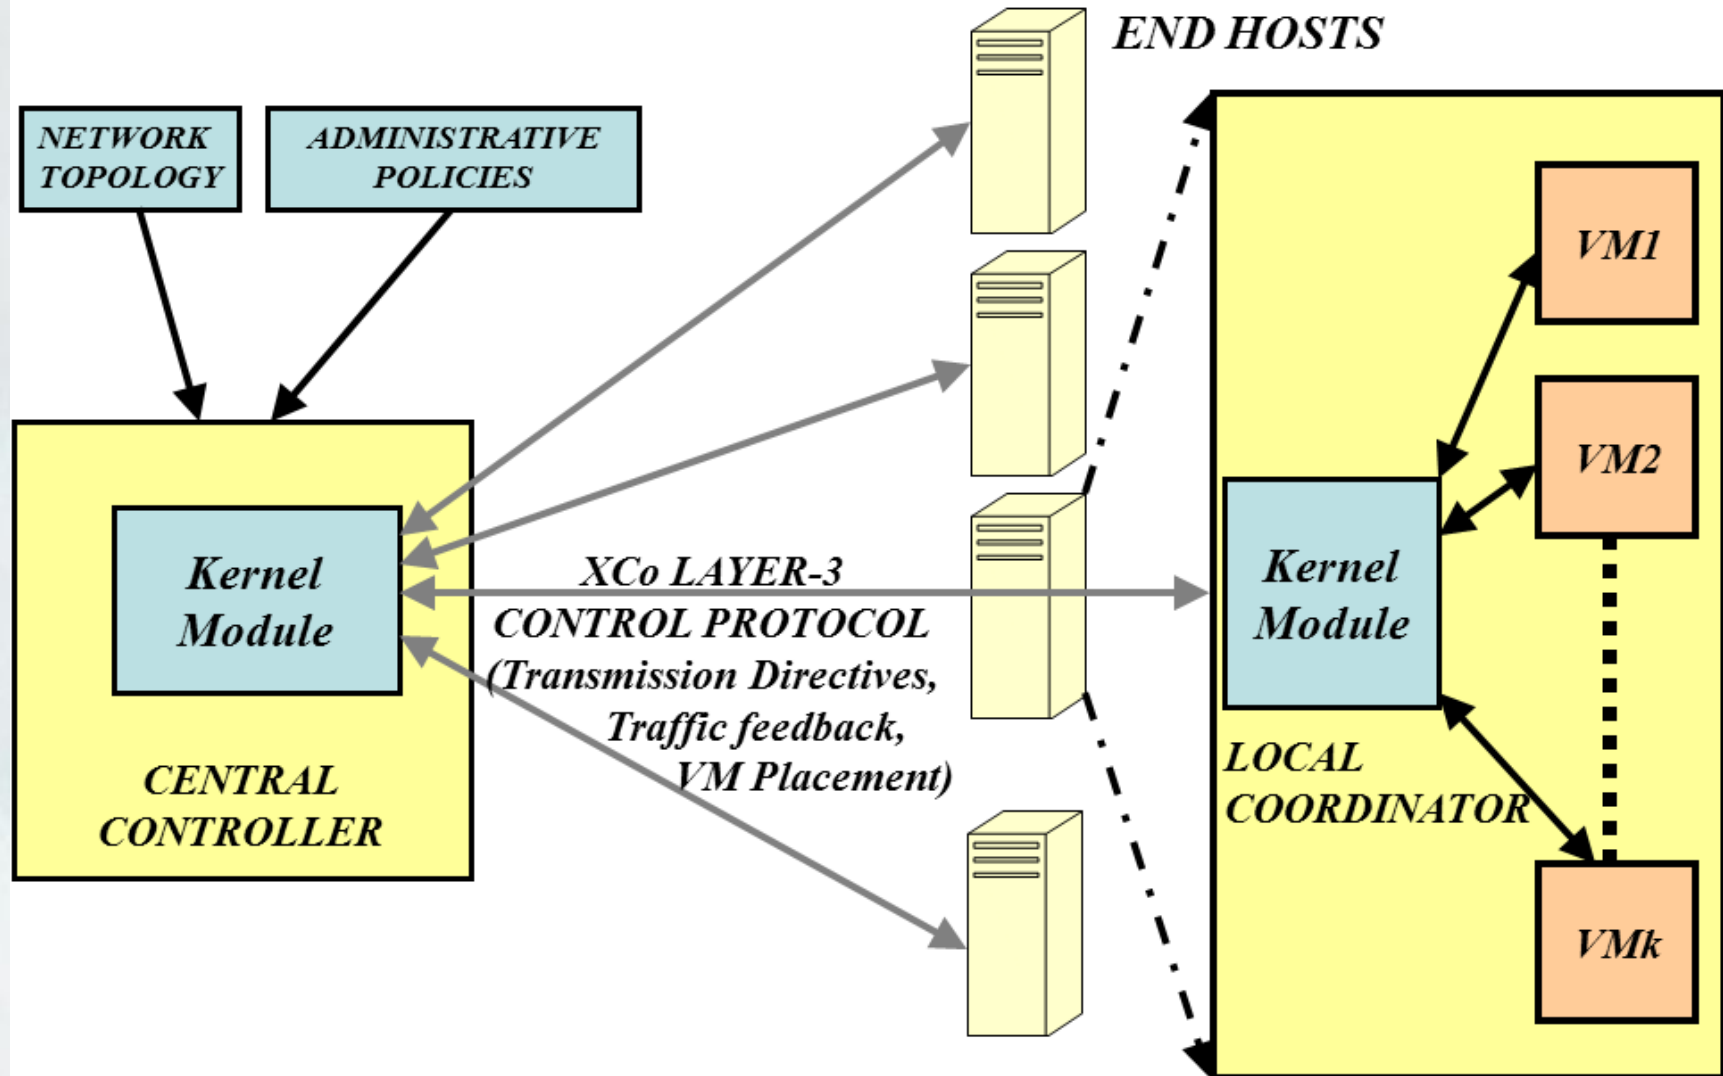 END HOSTS
NETWORK
TOPOLOGY
ADMINISTRATIVE
POLICIES
Kernel
Module
CENTRAL
CONTROLLER
XCo LAYER-3
CONTROL PROTOCOL
(Transmission Directives,
Traffic feedback,
VM Placement)
Kernel
Module
LOCAL
COORDINATOR
VM1
VM2
VMk